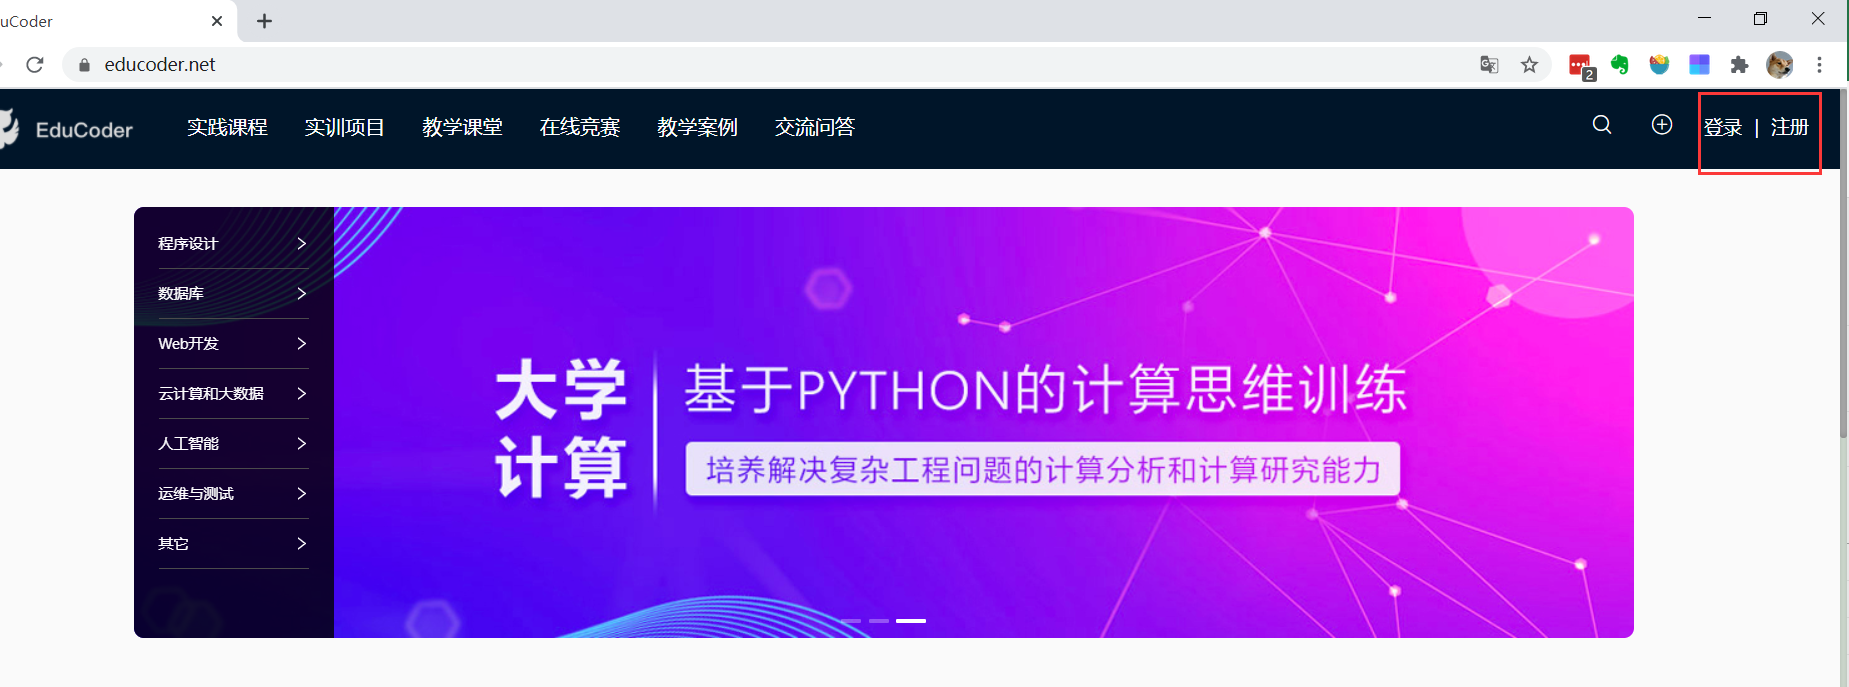 uCoder
educoder.net
2
EduCoder 实践课程 实训项目 教学课堂 在线竞赛 教学案例 交流问答 登录 | 注册
程序设计
数据库
Web开发
云计算和大数据
人工智能
运维与测试
其它
大学
计算
基于PYTHON的计算思维训练
培养解决复杂工程问题的计算分析和计算研究能力